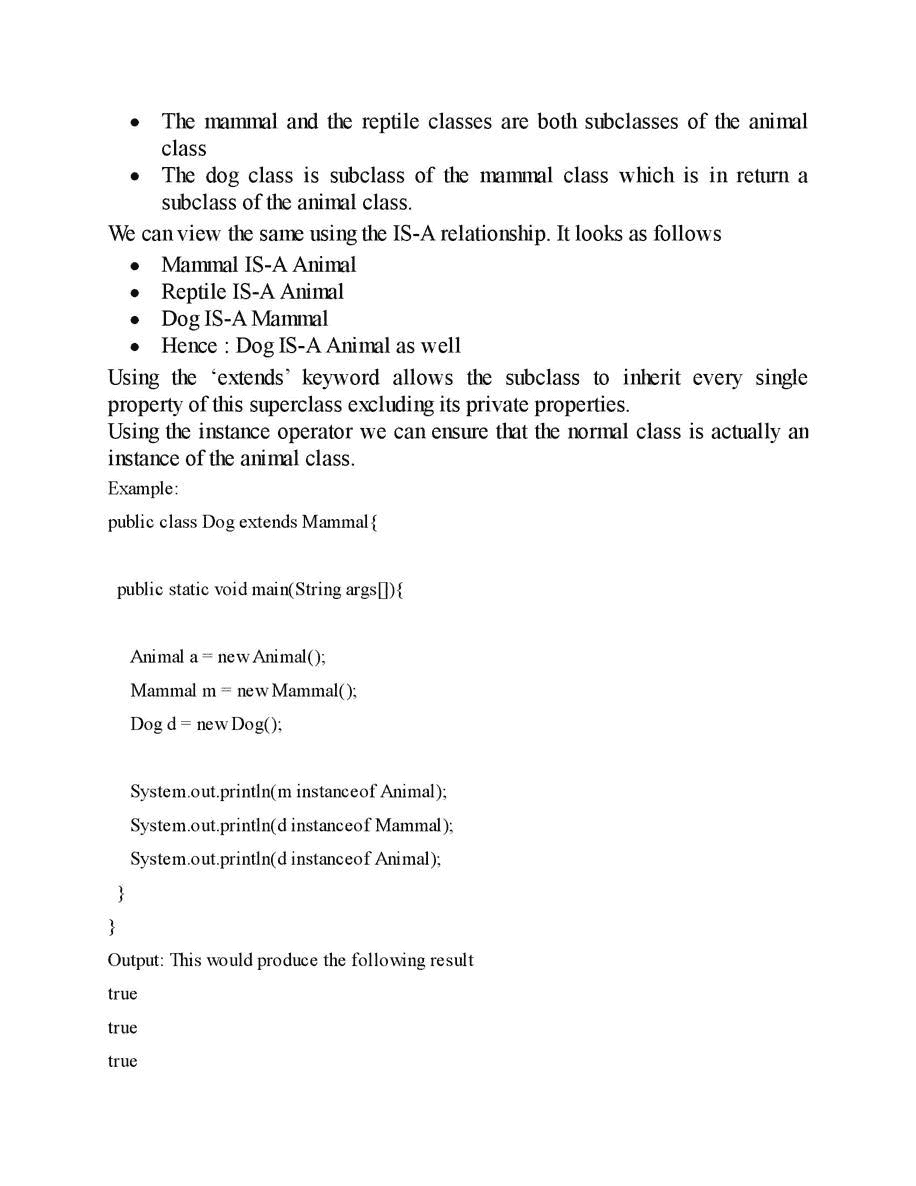 • The mammal and the reptile classes are both subclasses of the animal
class
• The dog class is subclass of the mammal class which is in return a
subclass of the animal class.
We can view the same using the IS-A relationship. It looks as follows
• Mammal IS-A Animal
• Reptile IS-A Animal
• Dog IS-A Mammal
• Hence : Dog IS-A Animal as well
Using the ‘extends’ keyword allows the subclass to inherit every single
property of this superclass excluding its private properties.
Using the instance operator we can ensure that the normal class is actually an
instance of the animal class.
Example:
public class Dog extends Mammal{
public static void main(String args[]){
Animal a = new Animal();
Mammal m = new Mammal();
Dog d = new Dog();
System.out.println(m instanceof Animal);
System.out.println(d instanceof Mammal);
System.out.println(d instanceof Animal);
}
}
Output: This would produce the following result
true
true
true